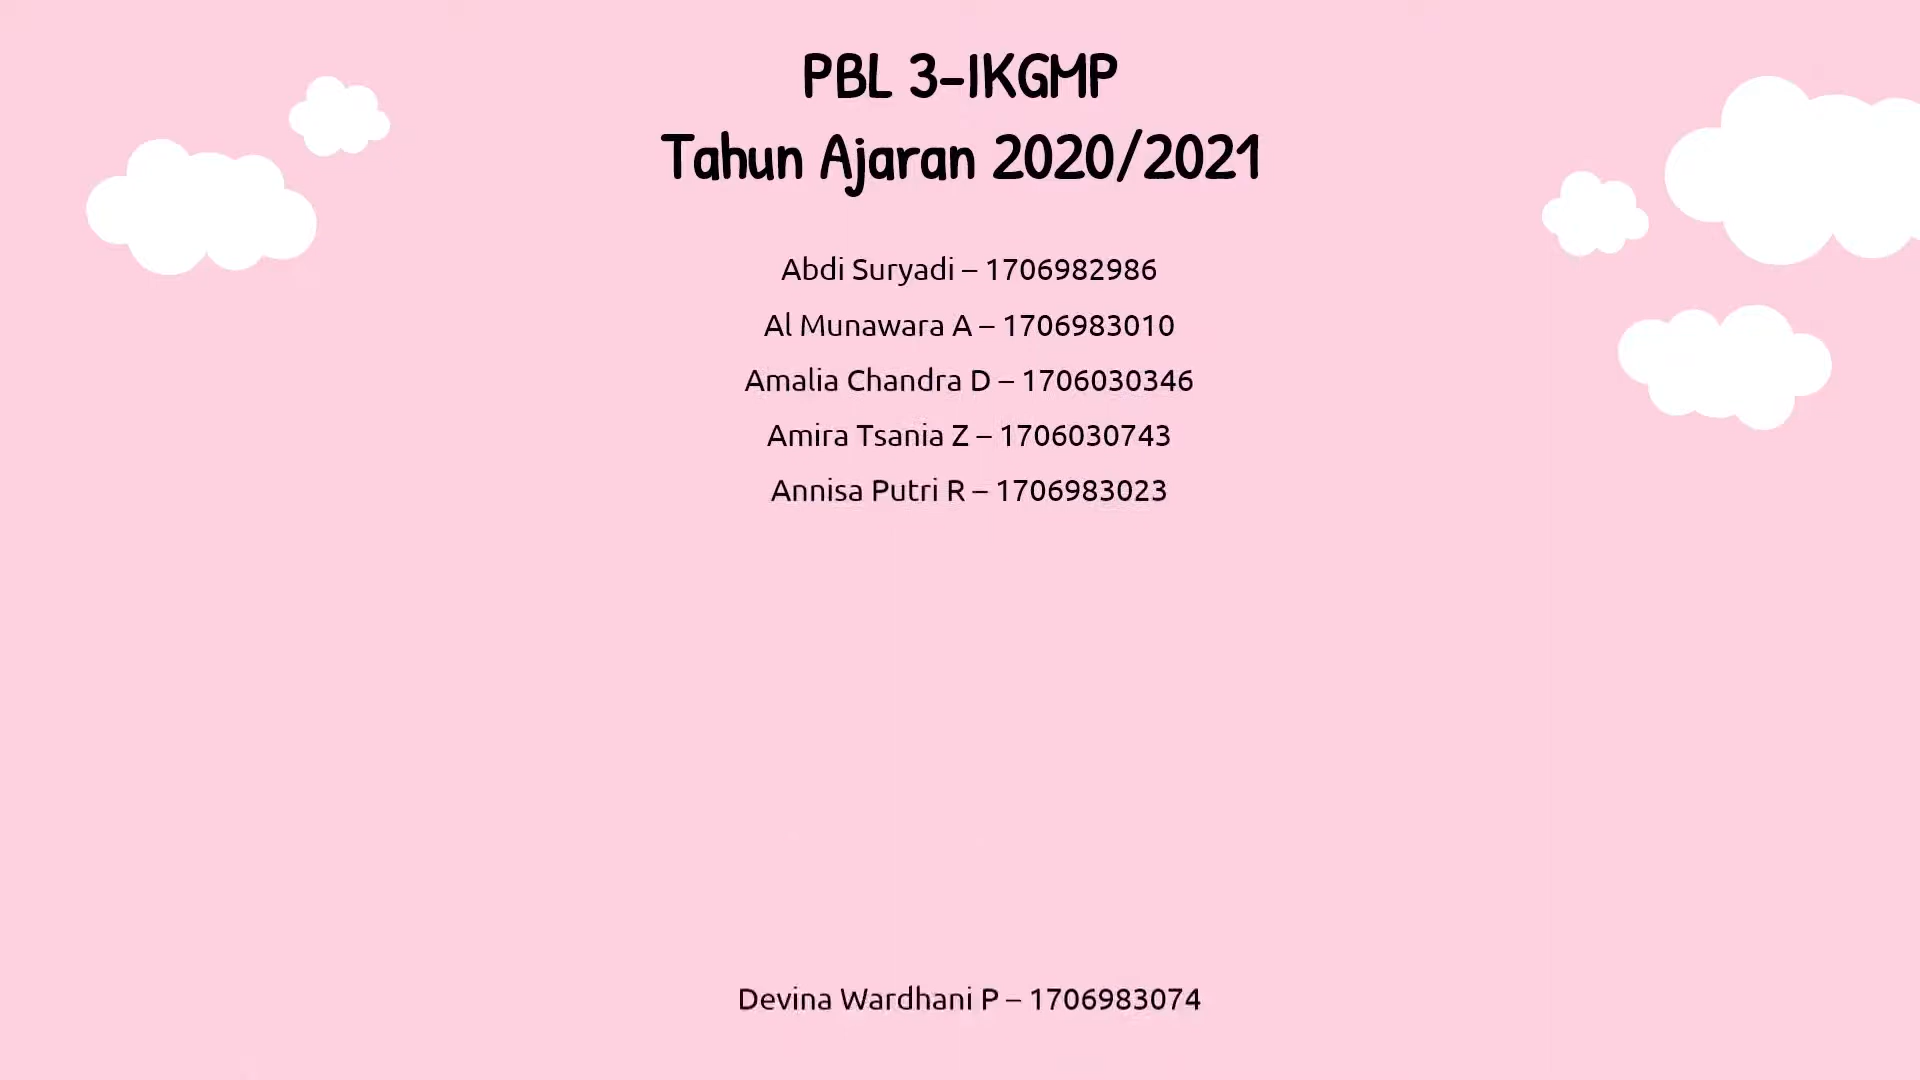 PBL 3-IKGMP
Tahun Ajaran 2020/2021
Abdi Suryadi – 1706982986
Al Munawara A – 1706983010
Amalia Chandra D – 1706030346
Amira Tsania Z – 1706030743
Annisa Putri R – 1706983023
Devina Wardhani P – 1706983074